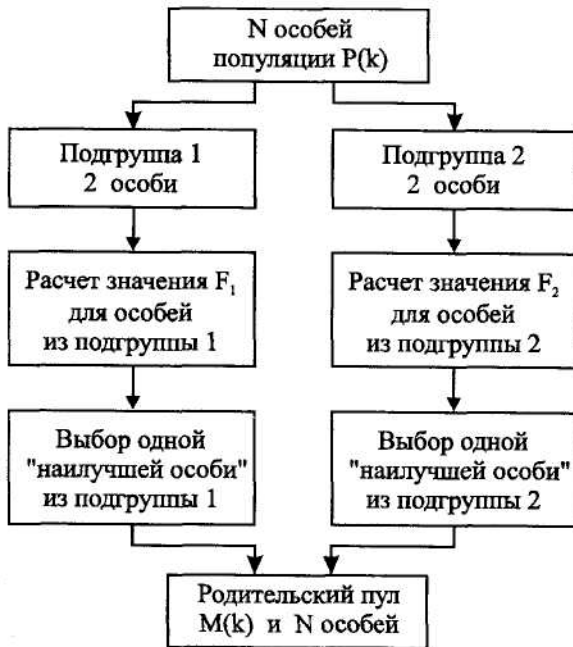 N особей
популяции P(k)
Подгруппа 1
2 особи
Подгруппа 2
2 особи
Расчет значения F₁
для особей
из подгруппы 1
Расчет значения F₂
для особей
из подгруппы 2
Выбор одной
"наилучшей особи"
из подгруппы 1
Выбор одной
"наилучшей особи"
из подгруппы 2
Родительский пул
M(k) и N особей